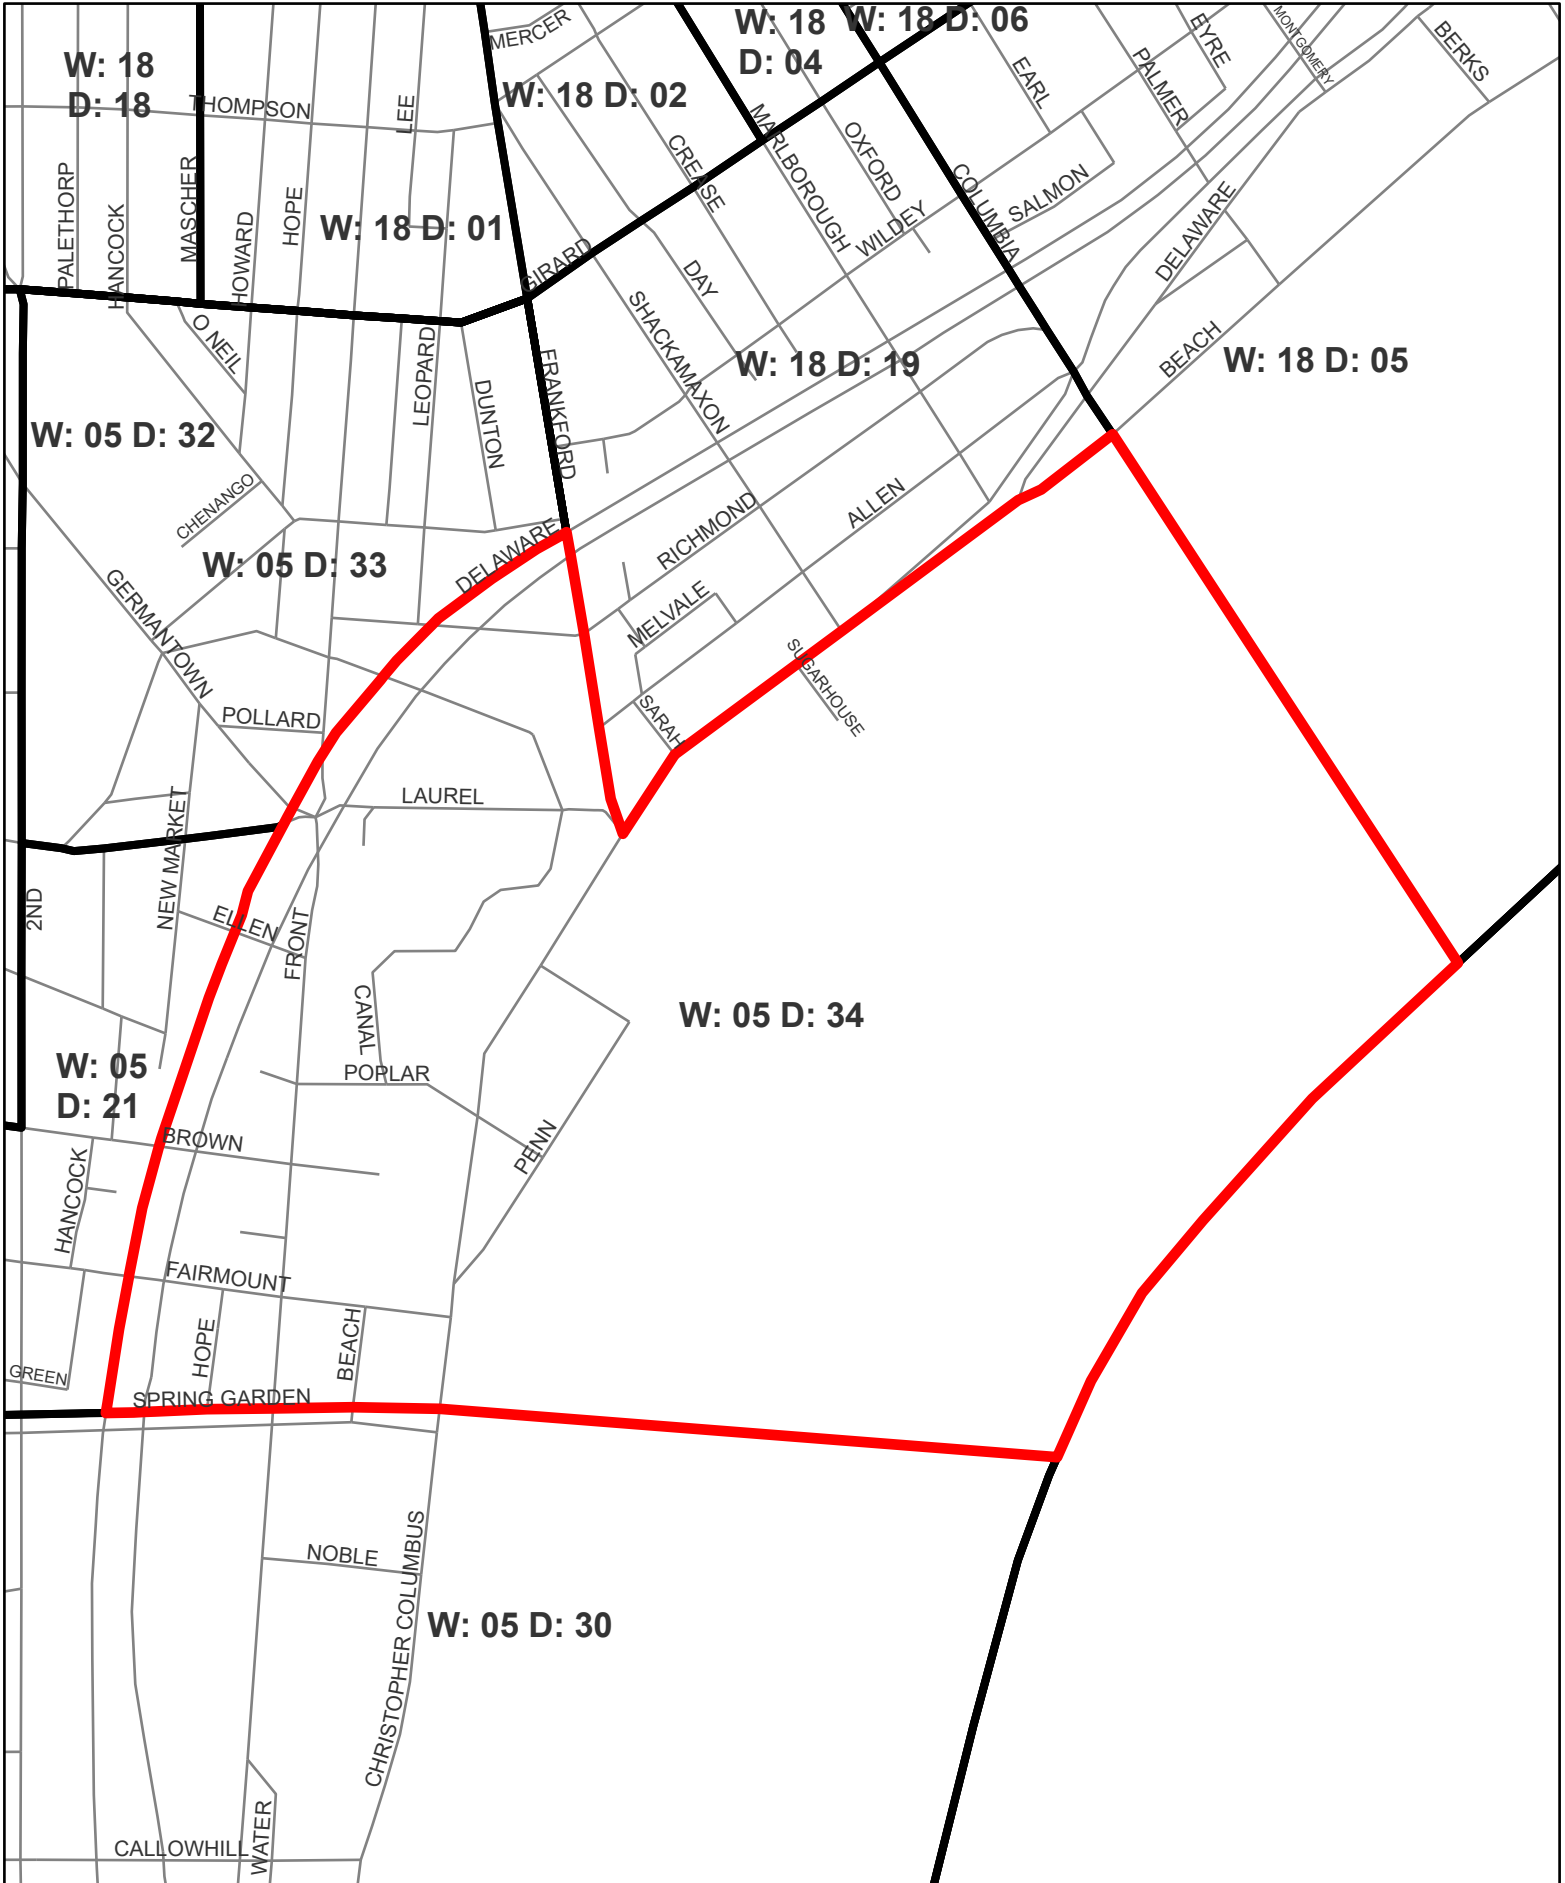 MERCER
W: 18
D: 04
W: 18 D: 06
EYRE
MONTGOMERY
BERKS
W: 18
D: 18
THOMPSON
LEE
W: 18 D: 02
EARL
PALMER
PALETHORP
HANCOCK
MASCHER
HOWARD
HOPE
W: 18 D: 01
CREASE
MARLBOROUGH
OXFORD
WILDEY
COLUMBIA
SALMON
DELAWARE
GIRARD
DAY
SHACKAMAXON
O NEIL
LEOPARD
DUNTON
FRANKFORD
W: 18 D: 19
BEACH
W: 18 D: 05
W: 05 D: 32
CHENANGO
W: 05 D: 33
DELAWARE
RICHMOND
ALLEN
GERMANTOWN
MELVALE
SUGARHOUSE
SARAH
POLLARD
LAUREL
NEW MARKET
2ND
ELLEN
FRONT
CANAL
W: 05 D: 34
W: 05
D: 21
POPLAR
BROWN
PENN
HANCOCK
FAIRMOUNT
HOPE
BEACH
GREEN
SPRING GARDEN
NOBLE
CHRISTOPHER COLUMBUS
W: 05 D: 30
CALLOWHILL
WATER